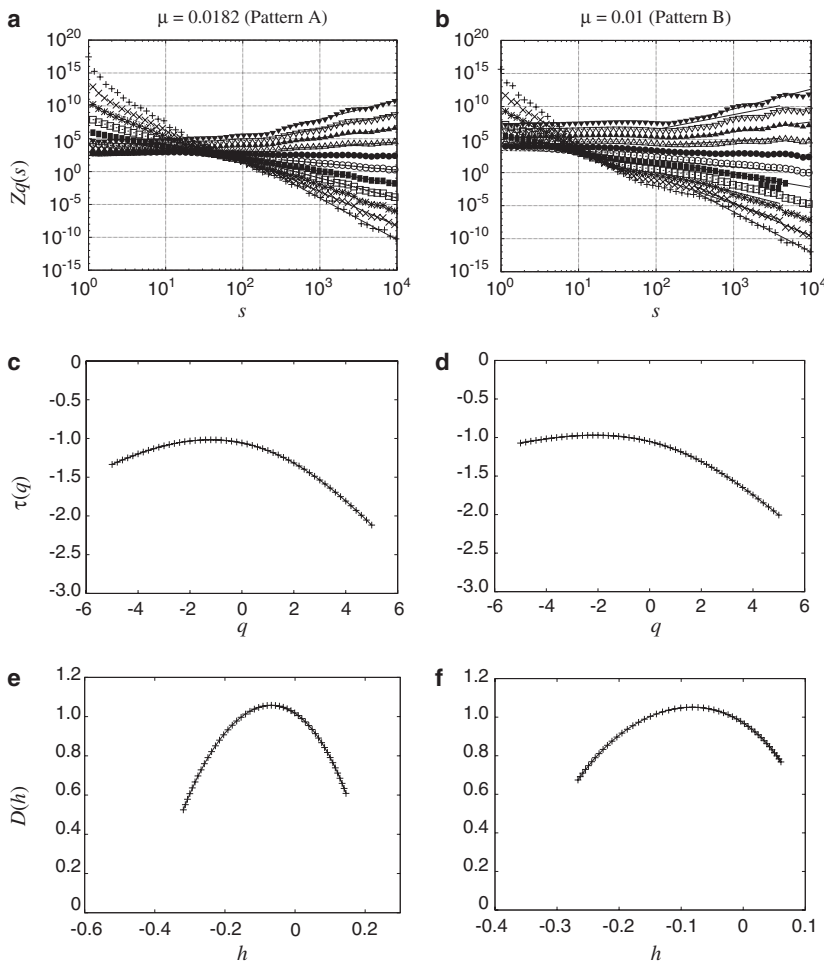 a
μ = 0.0182 (Pattern A)
b
μ = 0.01 (Pattern B)
Zq(s)
10^20
10^15
10^10
10^5
10^0
10^-5
10^-10
10^-15
10^0 10^1 10^2 10^3 10^4
s
10^20
10^15
10^10
10^5
10^0
10^-5
10^-10
10^-15
10^0 10^1 10^2 10^3 10^4
s
c
τ(q)
0
-0.5
-1.0
-1.5
-2.0
-2.5
-3.0
-6 -4 -2 0 2 4 6
q
d
0
-0.5
-1.0
-1.5
-2.0
-2.5
-3.0
-6 -4 -2 0 2 4 6
q
e
D(h)
1.2
1.0
0.8
0.6
0.4
0.2
0
-0.6 -0.4 -0.2 0 0.2
h
f
1.2
1.0
0.8
0.6
0.4
0.2
0
-0.4 -0.3 -0.2 -0.1 0 0.1
h